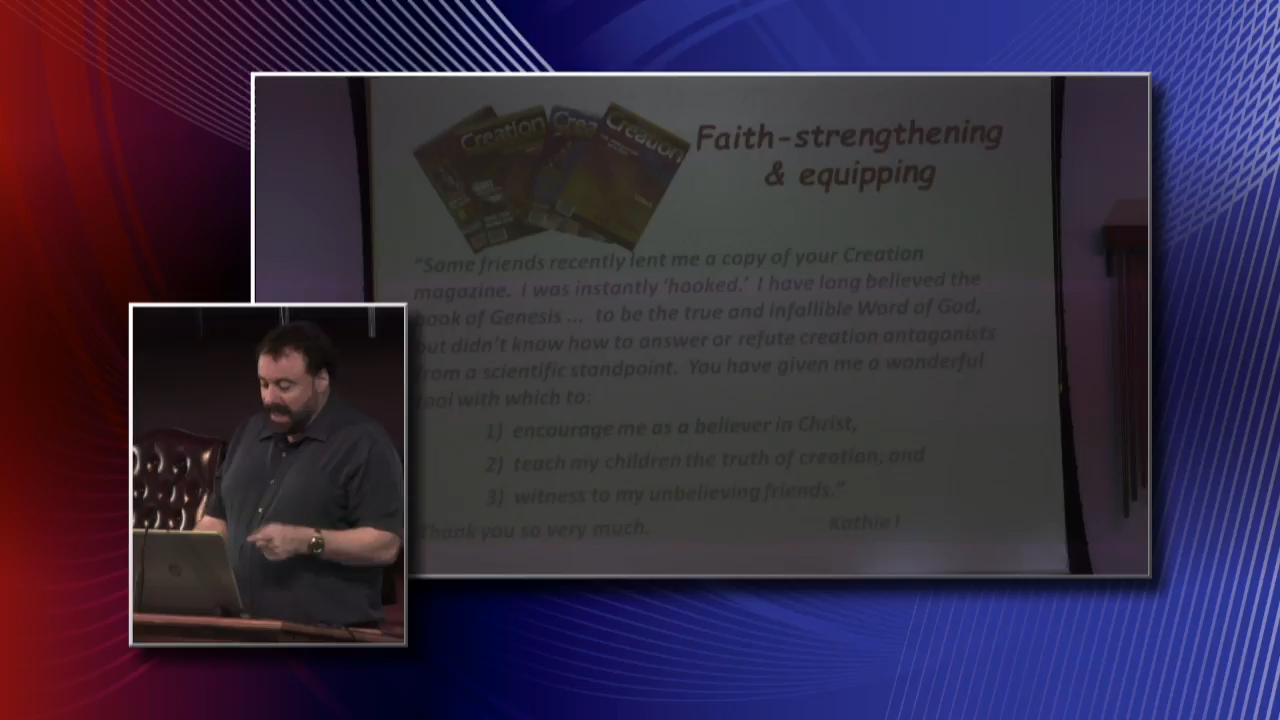 Creation
Crea
Creation
Faith-strengthening
& equipping
"Some friends recently lent me a copy of your Creation
magazine. I was instantly 'hooked.' I have long believed the
book of Genesis ... to be the true and infallible Word of God,
but didn't know how to answer or refute creation antagonists
from a scientific standpoint. You have given me a wonderful
tool with which to:
1) encourage me as a believer in Christ,
2) teach my children the truth of creation, and
3) witness to my unbelieving friends."
Thank you so very much. Kathie I